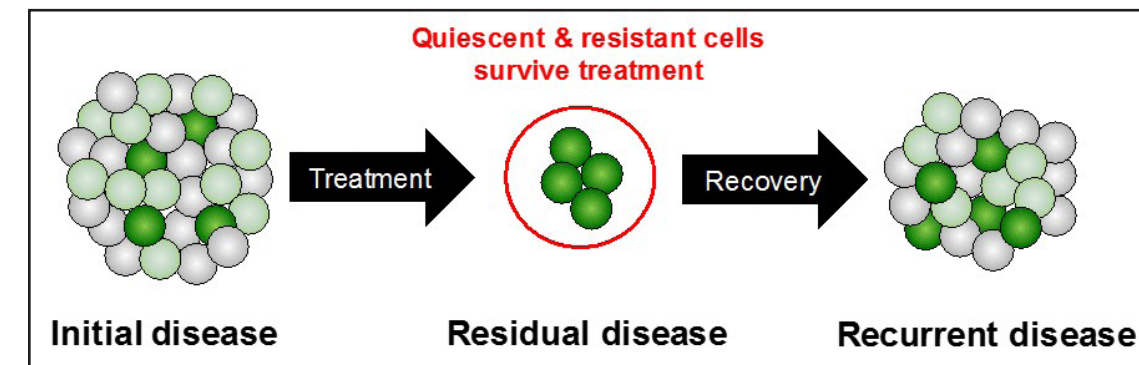 Quiescent & resistant cells
survive treatment
Treatment
Recovery
Initial disease
Residual disease
Recurrent disease